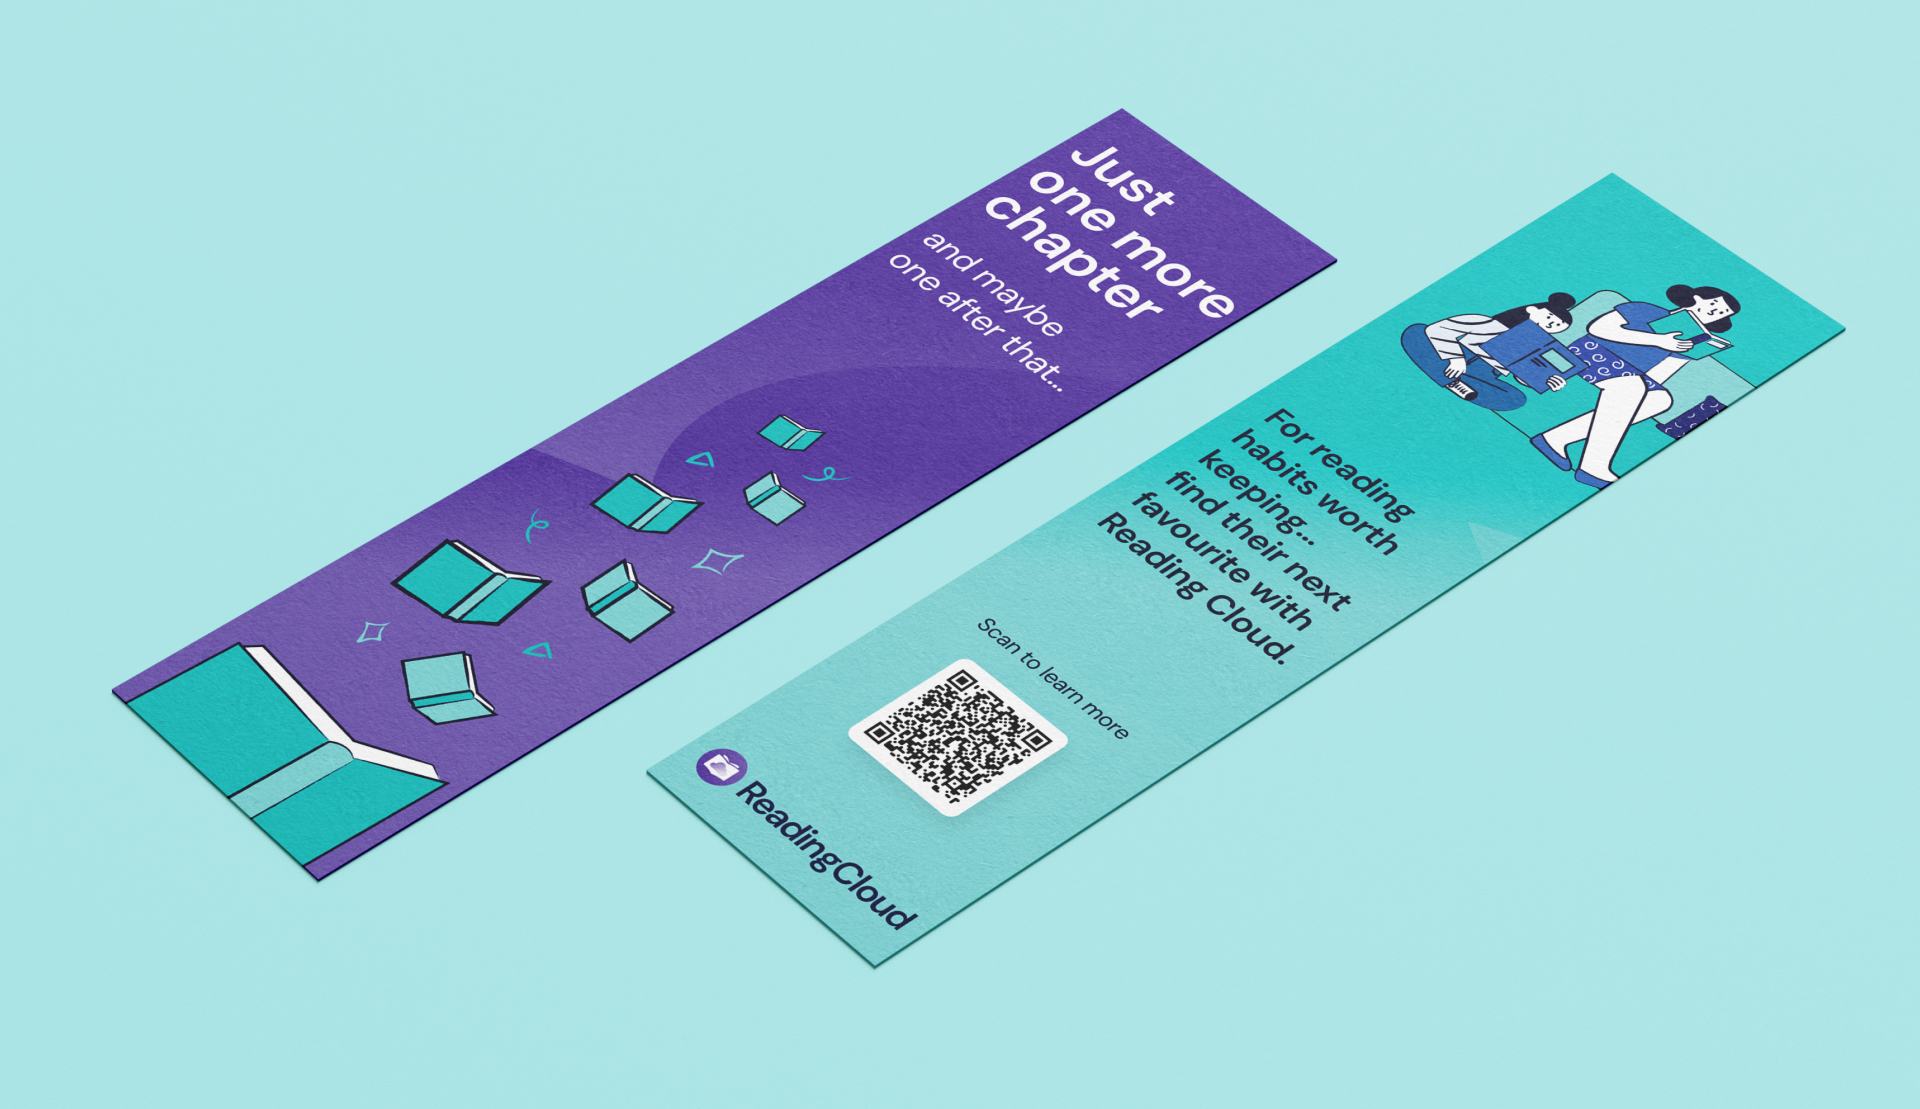 Just
one more
chapter
and maybe
one after that...
For reading
habits worth
keeping...
find their next
favourite with
Reading Cloud.
Scan to learn more
ReadingCloud